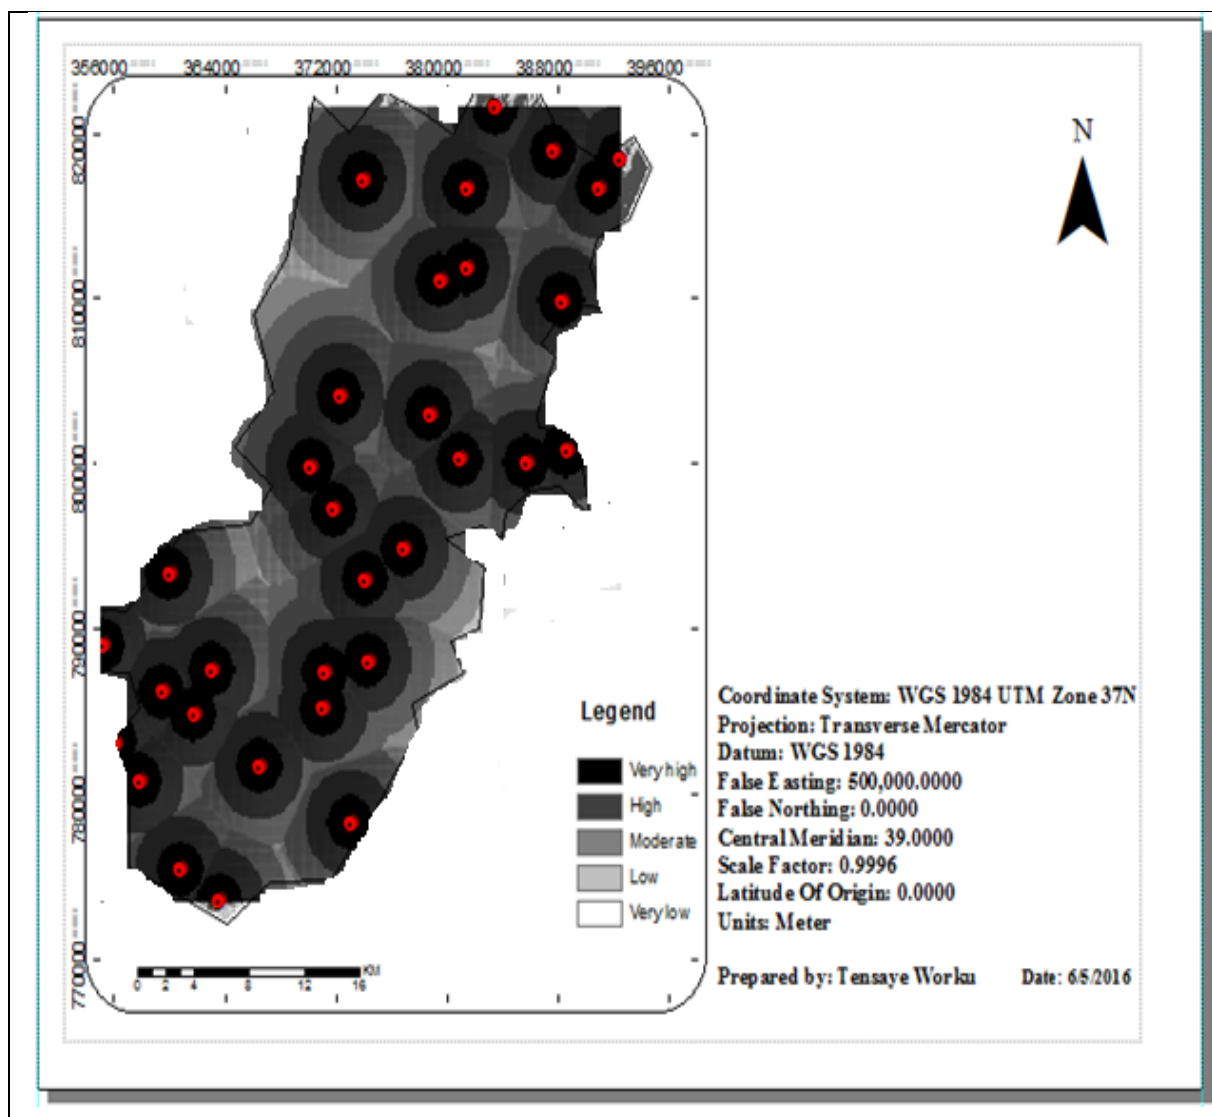 356000 364000 372000 380000 388000 396000
N
820000
810000
800000
790000
780000
770000
Legend
Very high
High
Moderate
Low
Very low
Coordinate System: WGS 1984 UTM Zone 37N
Projection: Transverse Mercator
Datum: WGS 1984
False Easting: 500,000.0000
False Northing: 0.0000
Central Meridian: 39.0000
Scale Factor: 0.9996
Latitude Of Origin: 0.0000
Units: Meter
KM
0 2 4 8 12 16
Prepared by: Tensaye Worku Date: 6/5/2016